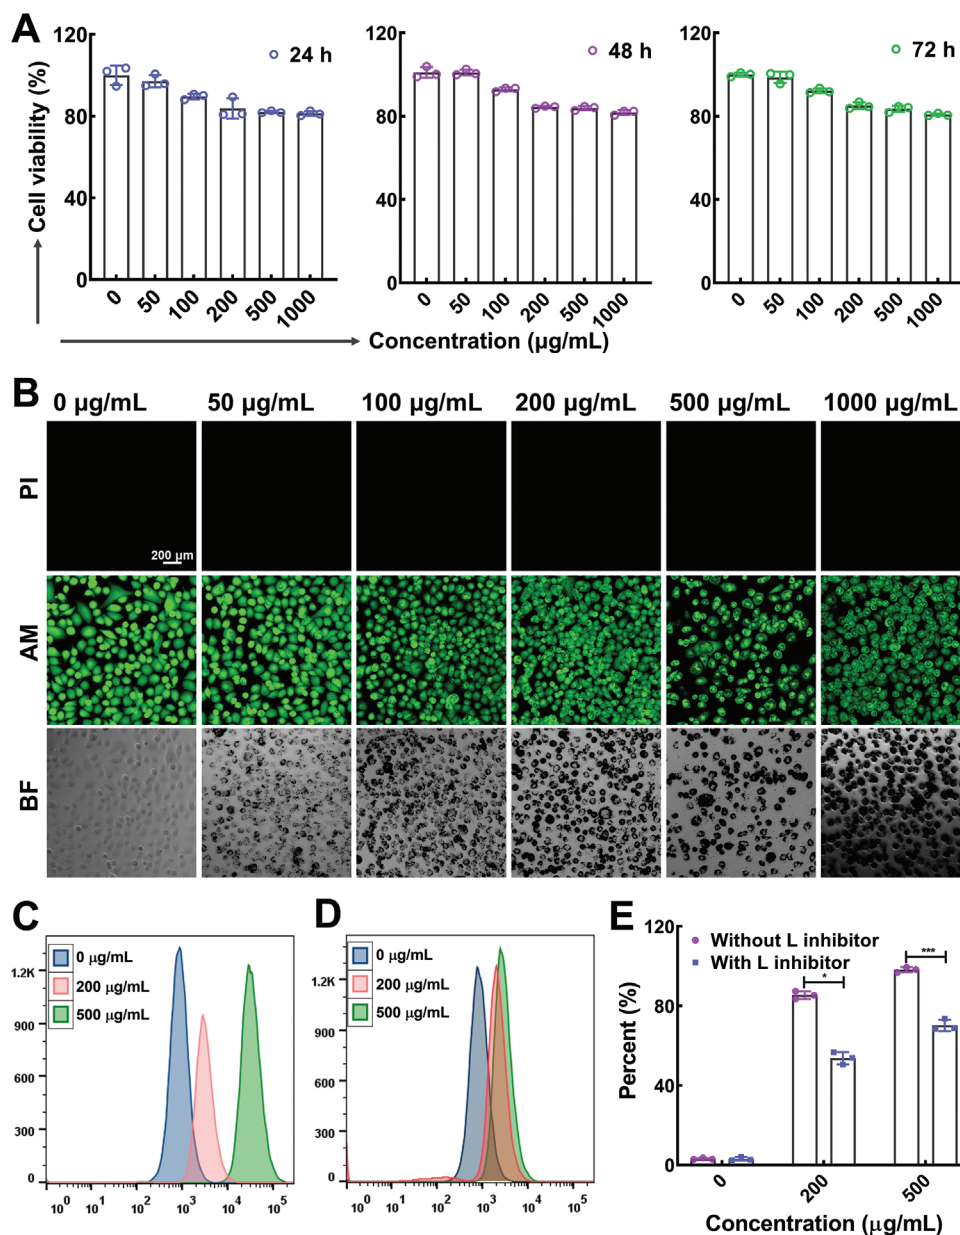 A
24 h
48 h
72 h
Cell viability (%)
120
80
40
0
0 50 100 200 500 1000
120
80
40
0
0 50 100 200 500 1000
120
80
40
0
0 50 100 200 500 1000
Concentration (µg/mL)
B
0 µg/mL 50 µg/mL 100 µg/mL 200 µg/mL 500 µg/mL 1000 µg/mL
PI
200 µm
AM
BF
C
0 µg/mL
200 µg/mL
500 µg/mL
1.2K
900
600
300
0
10⁰ 10¹ 10² 10³ 10⁴ 10⁵
D
0 µg/mL
200 µg/mL
500 µg/mL
1.2K
900
600
300
0
10⁰ 10¹ 10² 10³ 10⁴ 10⁵
E
Without L inhibitor
With L inhibitor
*
***
Percent (%)
120
80
40
0
0 200 500
Concentration (µg/mL)